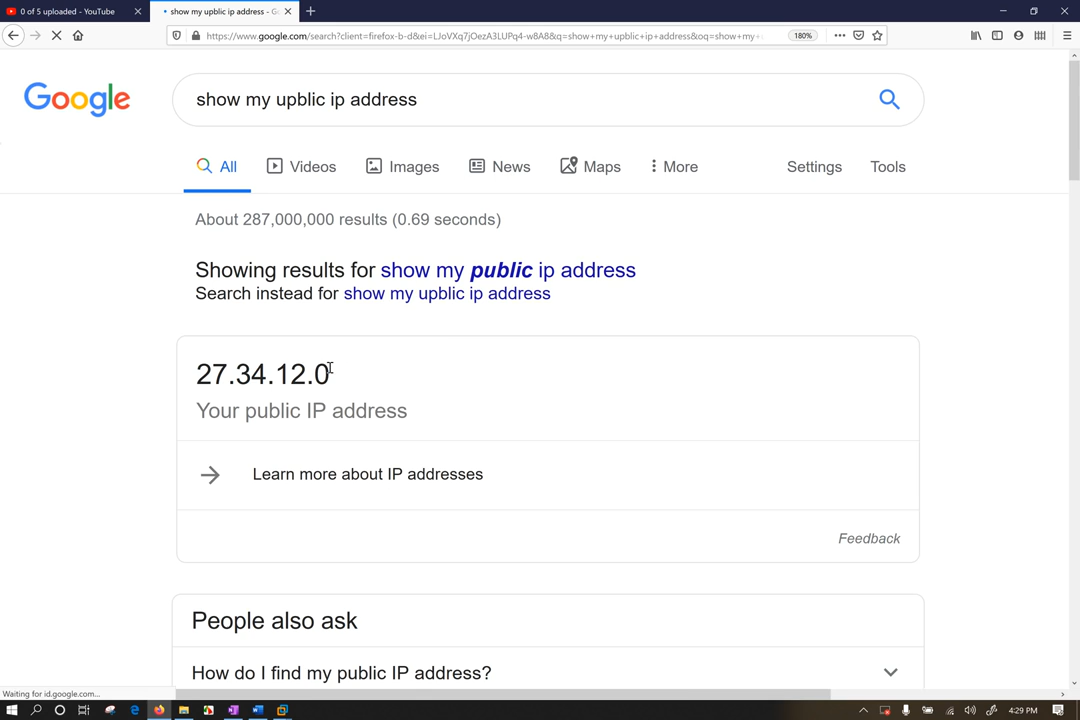 0 of 5 uploaded - YouTube
show my upblic ip address - Go
https://www.google.com/search?client=firefox-b-d&ei=LJoVXq7jOezA3LUPq4-w8A8&q=show+my+upblic+ip+address&oq=show+my+
180%
Google
show my upblic ip address
All
Videos
Images
News
Maps
More
Settings
Tools
About 287,000,000 results (0.69 seconds)
Showing results for show my public ip address
Search instead for show my upblic ip address
27.34.12.0
Your public IP address
Learn more about IP addresses
Feedback
People also ask
How do I find my public IP address?
Waiting for id.google.com...
4:29 PM